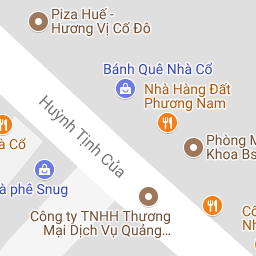 Piza Huế -
Hương Vị Cố Đô
Bánh Quê Nhà Cổ
Nhà Hàng Đất
Phương Nam
Huỳnh Tịnh Của
Phòng M
Khoa Bs
à Cổ
à phê Snug
Công ty TNHH Thương
Mại Dịch Vụ Quảng...
Cô
Nh